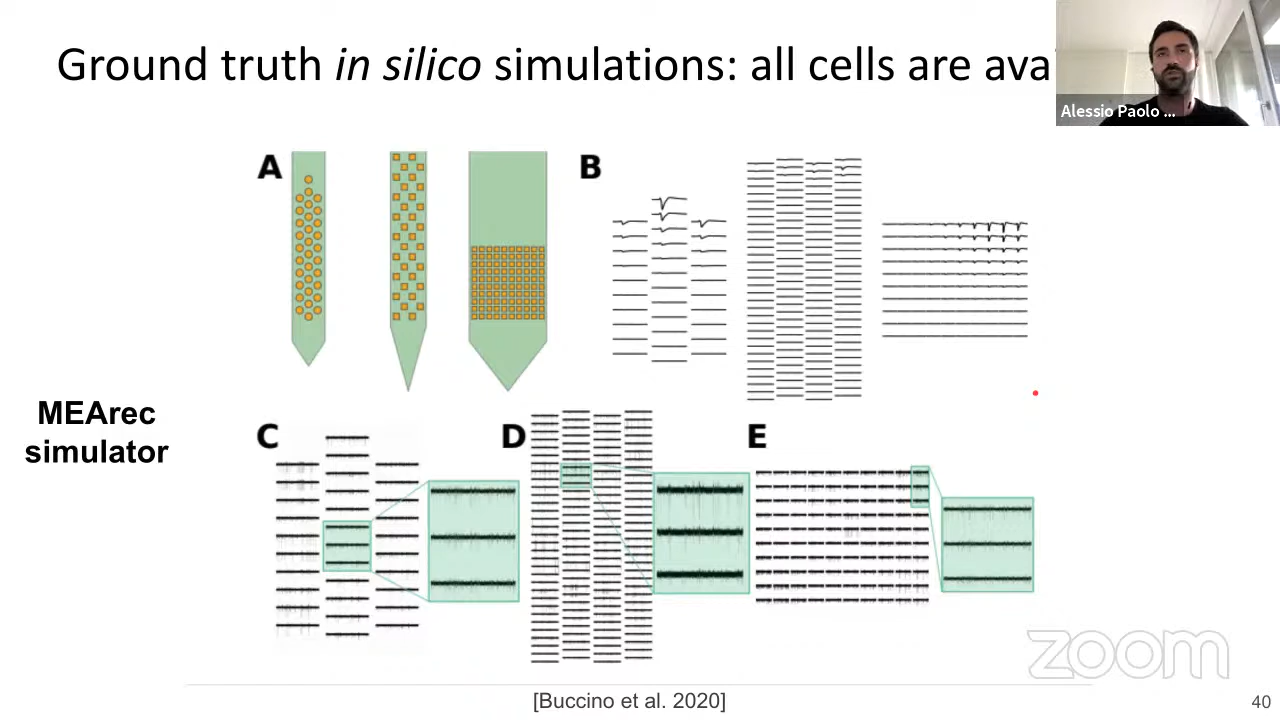 Ground truth in silico simulations: all cells are ava
Alessio Paolo ...
A
B
MEArec
simulator
C
D
E
zoom
[Buccino et al. 2020]
40